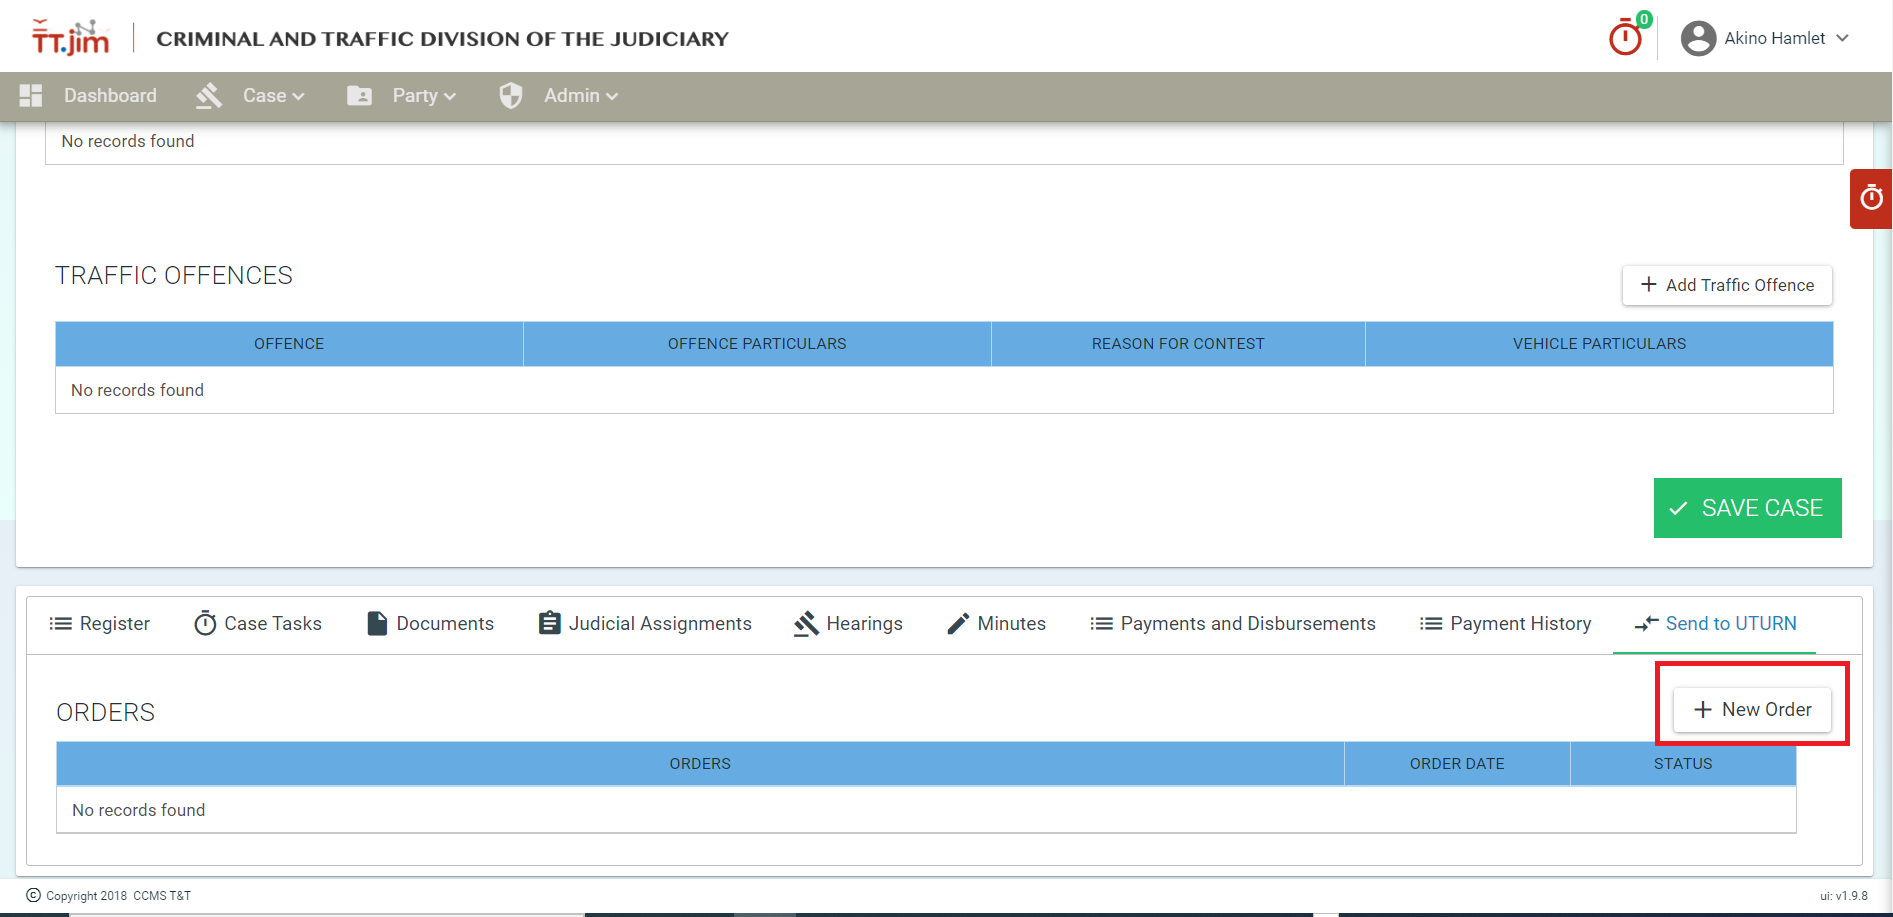 TT.jim
CRIMINAL AND TRAFFIC DIVISION OF THE JUDICIARY
0
Akino Hamlet
Dashboard
Case
Party
Admin
No records found
TRAFFIC OFFENCES
+ Add Traffic Offence
OFFENCE
OFFENCE PARTICULARS
REASON FOR CONTEST
VEHICLE PARTICULARS
No records found
SAVE CASE
Register
Case Tasks
Documents
Judicial Assignments
Hearings
Minutes
Payments and Disbursements
Payment History
Send to UTURN
ORDERS
+ New Order
ORDERS
ORDER DATE
STATUS
No records found
© Copyright 2018 CCMS T&T
ui: v1.9.8